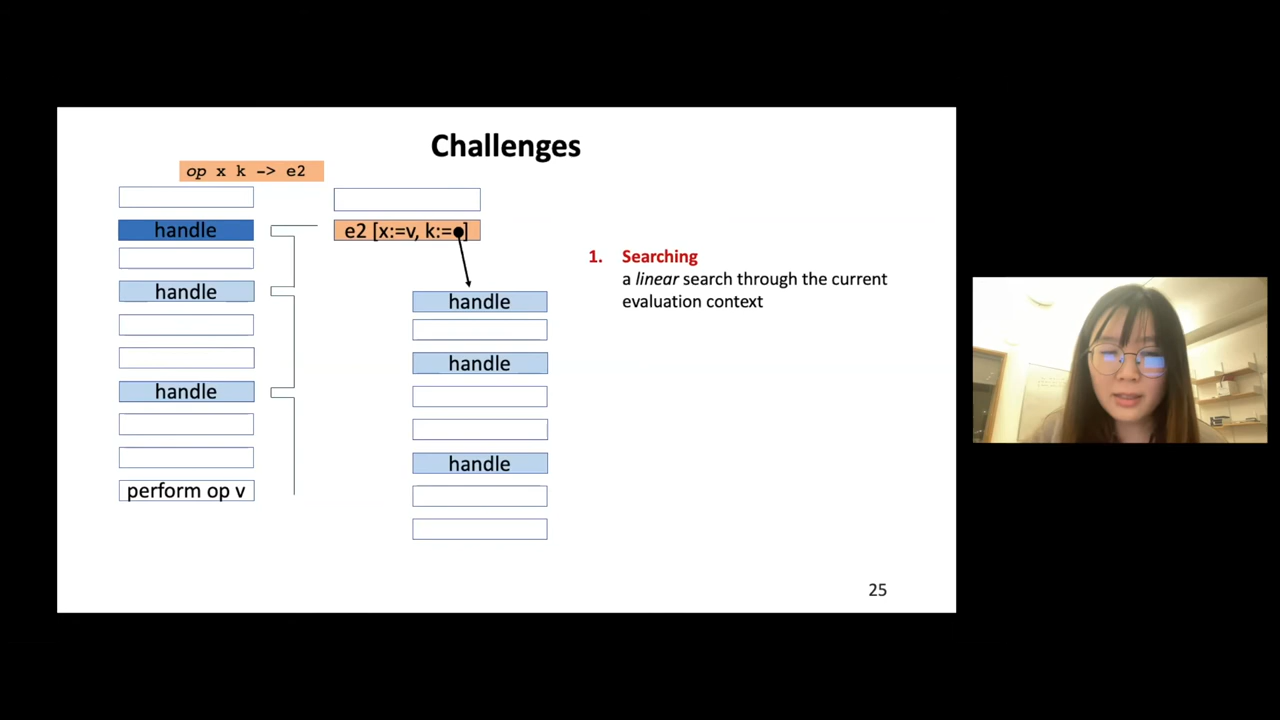 Challenges
op x k -> e2
handle
handle
handle
perform op v
e2 [x:=v, k:=●]
handle
handle
handle
1. Searching
a linear search through the current
evaluation context
25